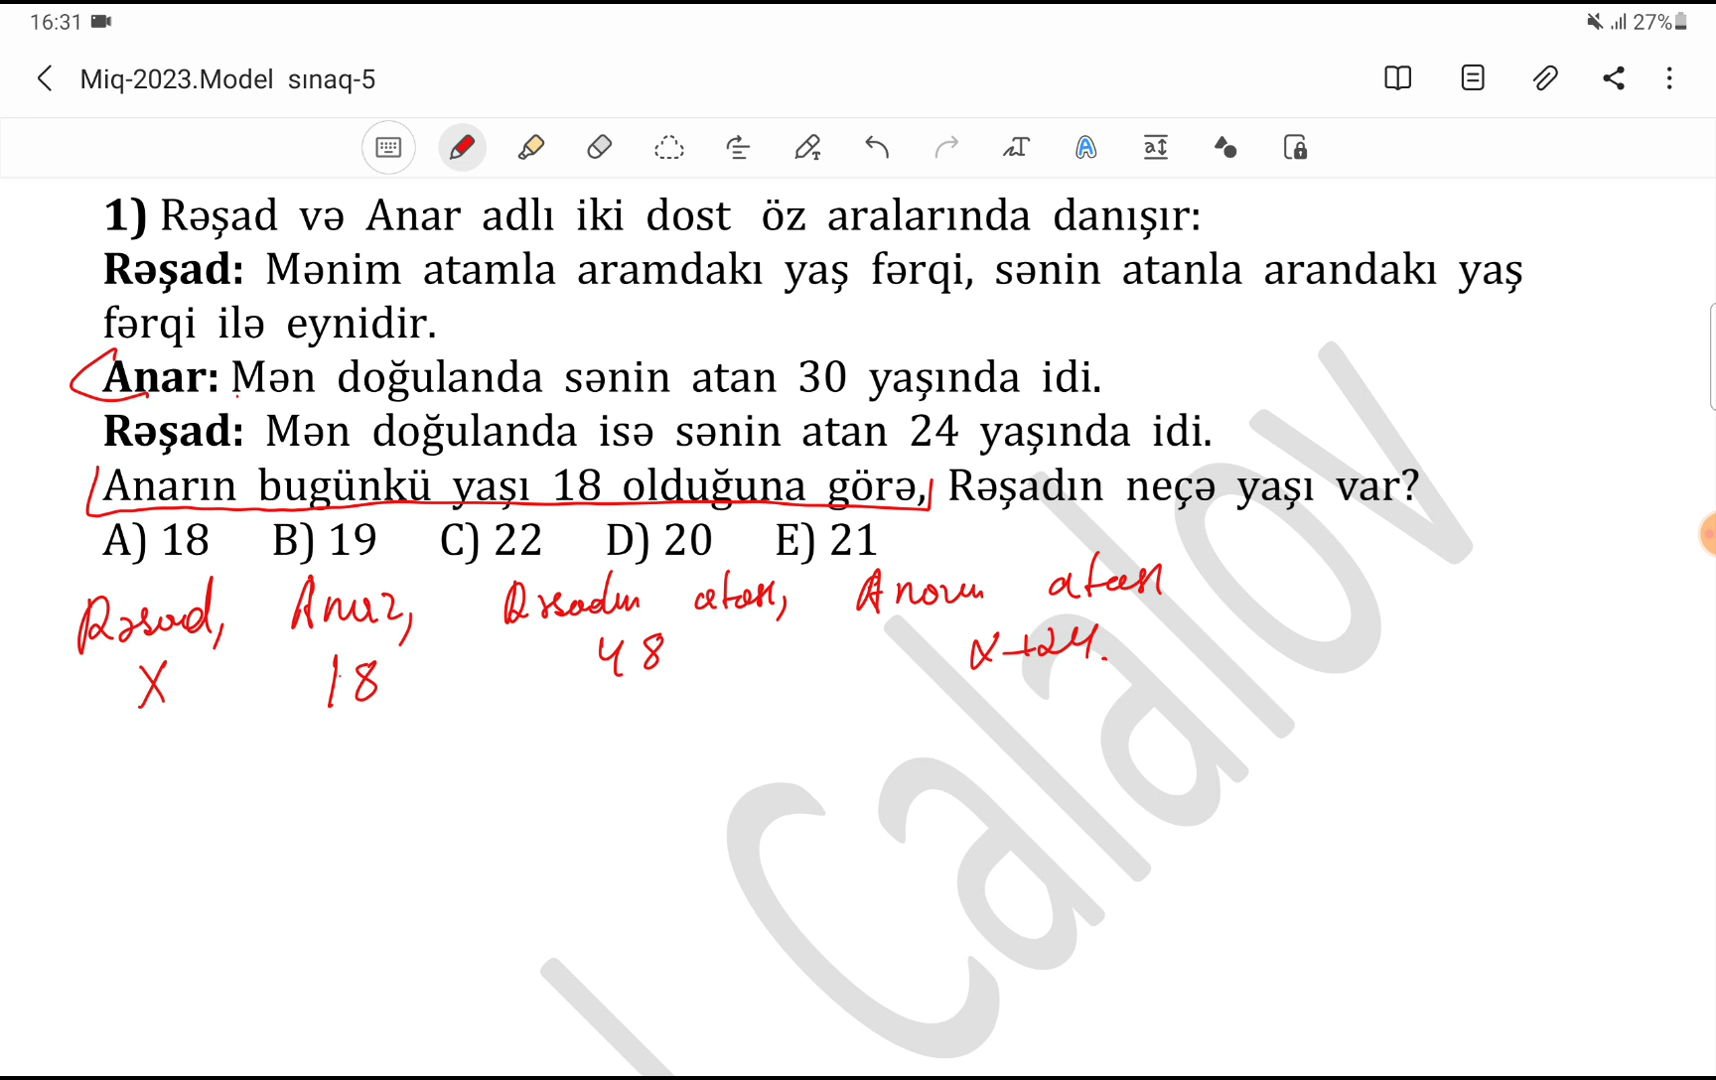 16:31
27%
Miq-2023.Model sınaq-5
1) Rəşad və Anar adlı iki dost öz aralarında danışır:
Rəşad: Mənim atamla aramdakı yaş fərqi, sənin atanla arandakı yaş
fərqi ilə eynidir.
Anar: Mən doğulanda sənin atan 30 yaşında idi.
Rəşad: Mən doğulanda isə sənin atan 24 yaşında idi.
Anarın bugünkü yaşı 18 olduğuna görə, Rəşadın neçə yaşı var?
A) 18 B) 19 C) 22 D) 20 E) 21
Rəşad, Anar, Rəşadın atası, Anarın atası
X 18 48 x+24.
Calalov